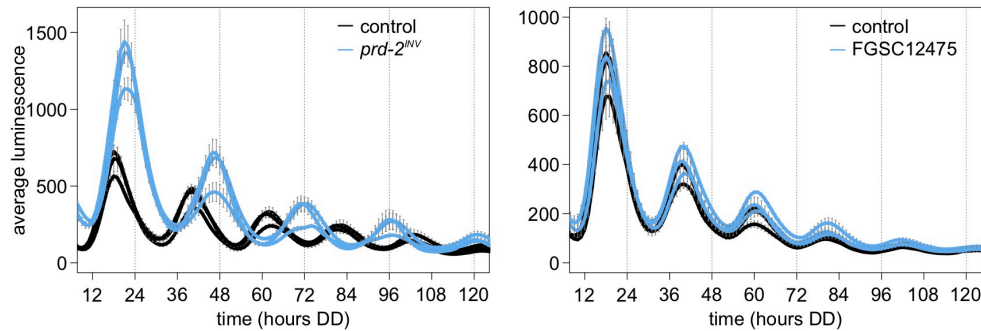 average luminescence
1500
1000
500
0
control
prd-2^INV
12 24 36 48 60 72 84 96 108 120
time (hours DD)
1000
800
600
400
200
0
control
FGSC12475
12 24 36 48 60 72 84 96 108 120
time (hours DD)